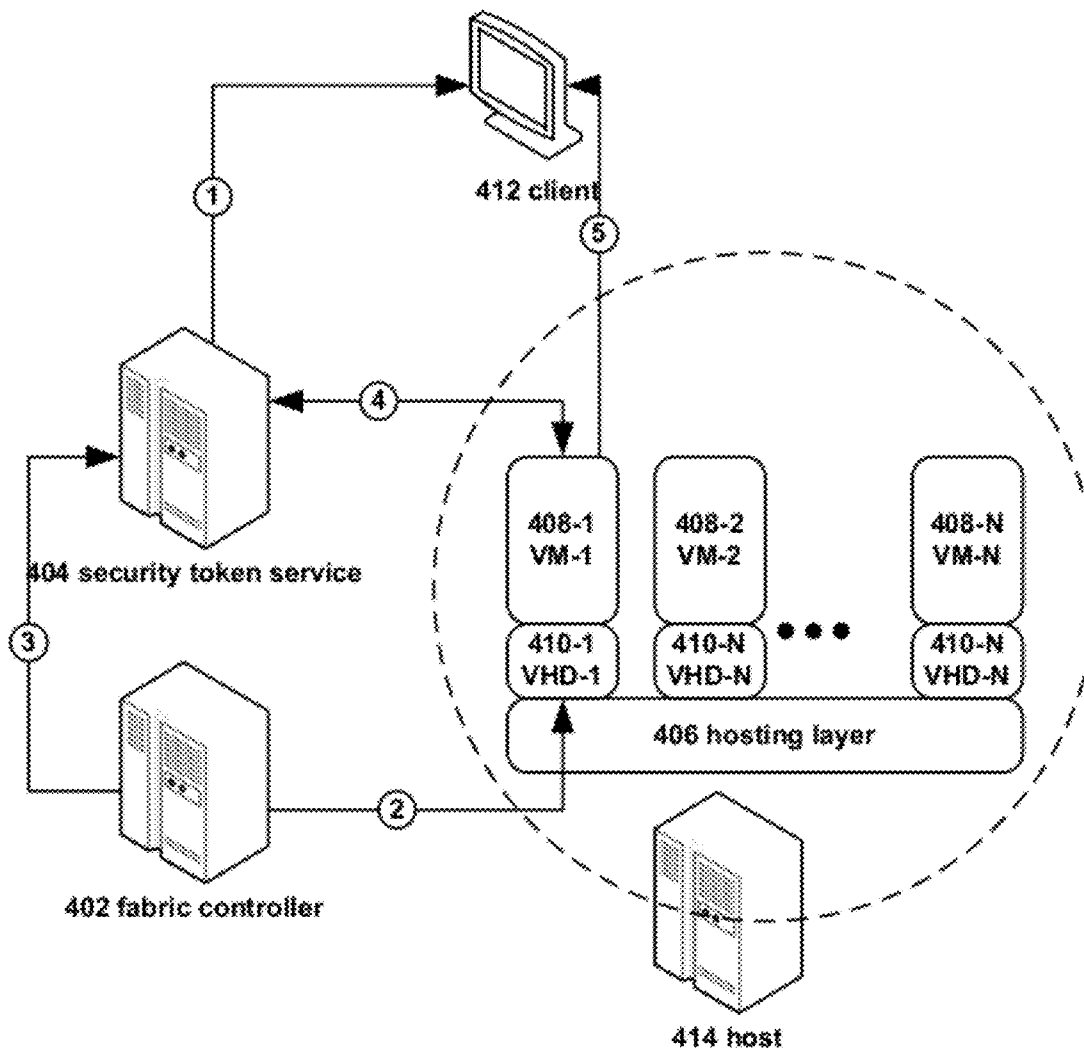 412 client
1
5
4
404 security token service
3
408-1
VM-1
408-2
VM-2
408-N
VM-N
410-1
VHD-1
410-N
VHD-N
410-N
VHD-N
406 hosting layer
2
402 fabric controller
414 host